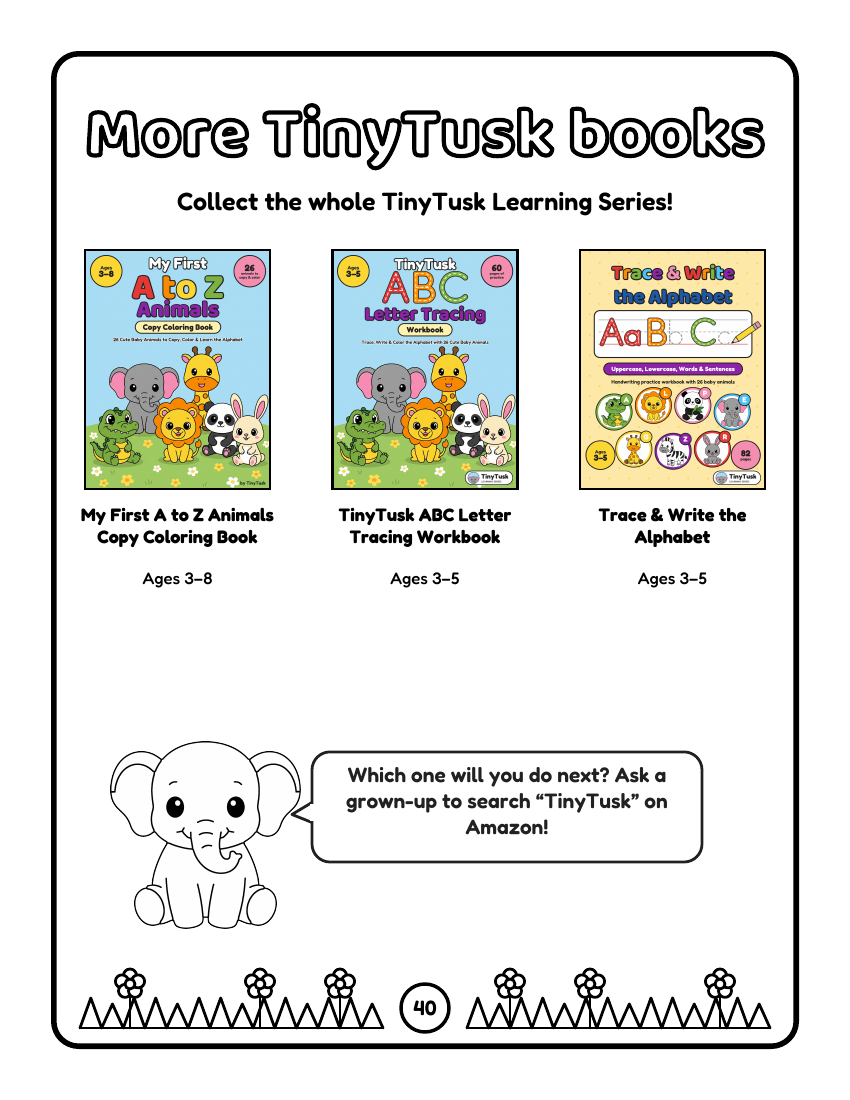 More TinyTusk books
Collect the whole TinyTusk Learning Series!
Ages
3–8
My First
26
animals to
copy & color
A to Z
Animals
Copy Coloring Book
26 Cute Baby Animals to Copy, Color & Learn the Alphabet
by TinyTusk
Ages
3–5
TinyTusk
60
pages of
practice
ABC
Letter Tracing
Workbook
Trace, Write & Color the Alphabet with 26 Cute Baby Animals
TinyTusk
Trace & Write
the Alphabet
Aa Bb Cc
Uppercase, Lowercase, Words & Sentences
Handwriting practice workbook with 26 baby animals
A
L
P
E
Ages
3–5
G
Z
R
82
pages
TinyTusk
My First A to Z Animals
Copy Coloring Book
Ages 3–8
TinyTusk ABC Letter
Tracing Workbook
Ages 3–5
Trace & Write the
Alphabet
Ages 3–5
Which one will you do next? Ask a
grown-up to search “TinyTusk” on
Amazon!
40